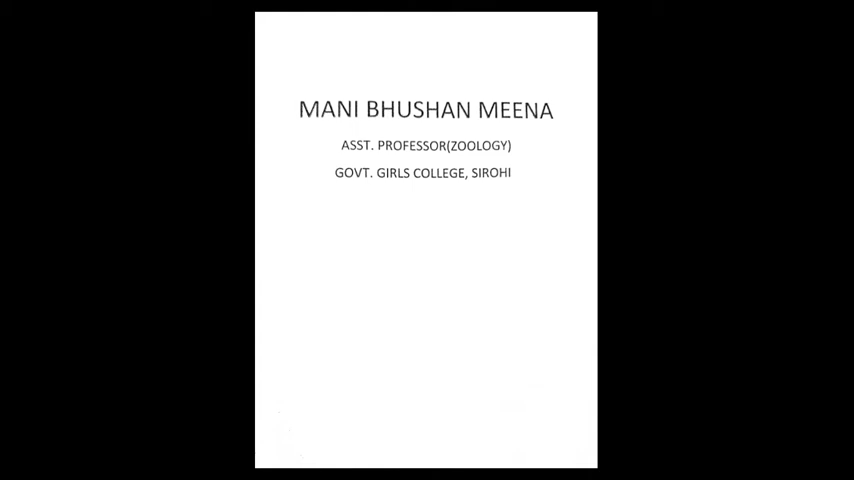 MANI BHUSHAN MEENA
ASST. PROFESSOR(ZOOLOGY)
GOVT. GIRLS COLLEGE, SIROHI